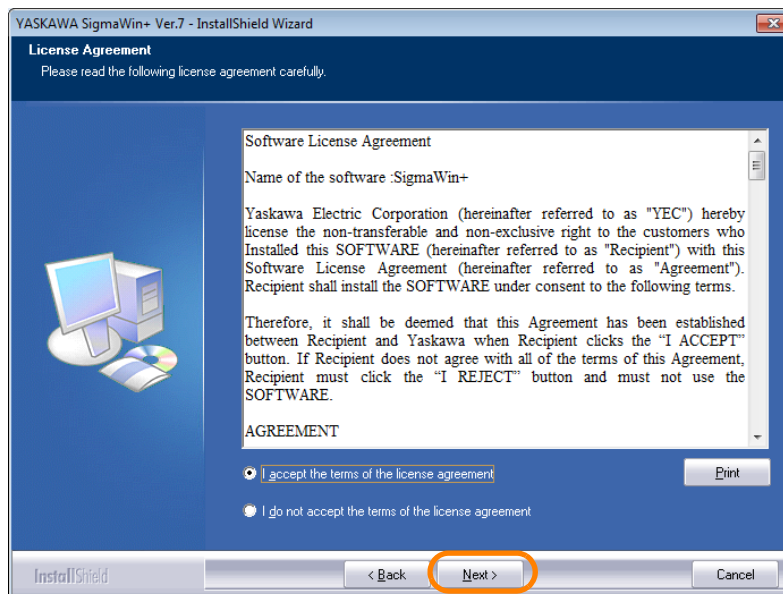 YASKAWA SigmaWin+ Ver.7 - InstallShield Wizard
License Agreement
Please read the following license agreement carefully.
Software License Agreement
Name of the software :SigmaWin+
Yaskawa Electric Corporation (hereinafter referred to as "YEC") hereby
license the non-transferable and non-exclusive right to the customers who
Installed this SOFTWARE (hereinafter referred to as "Recipient") with this
Software License Agreement (hereinafter referred to as "Agreement").
Recipient shall install the SOFTWARE under consent to the following terms.
Therefore, it shall be deemed that this Agreement has been established
between Recipient and Yaskawa when Recipient clicks the “I ACCEPT”
button. If Recipient does not agree with all of the terms of this Agreement,
Recipient must click the “I REJECT” button and must not use the
SOFTWARE.
AGREEMENT
I accept the terms of the license agreement
Print
I do not accept the terms of the license agreement
InstallShield
< Back
Next >
Cancel